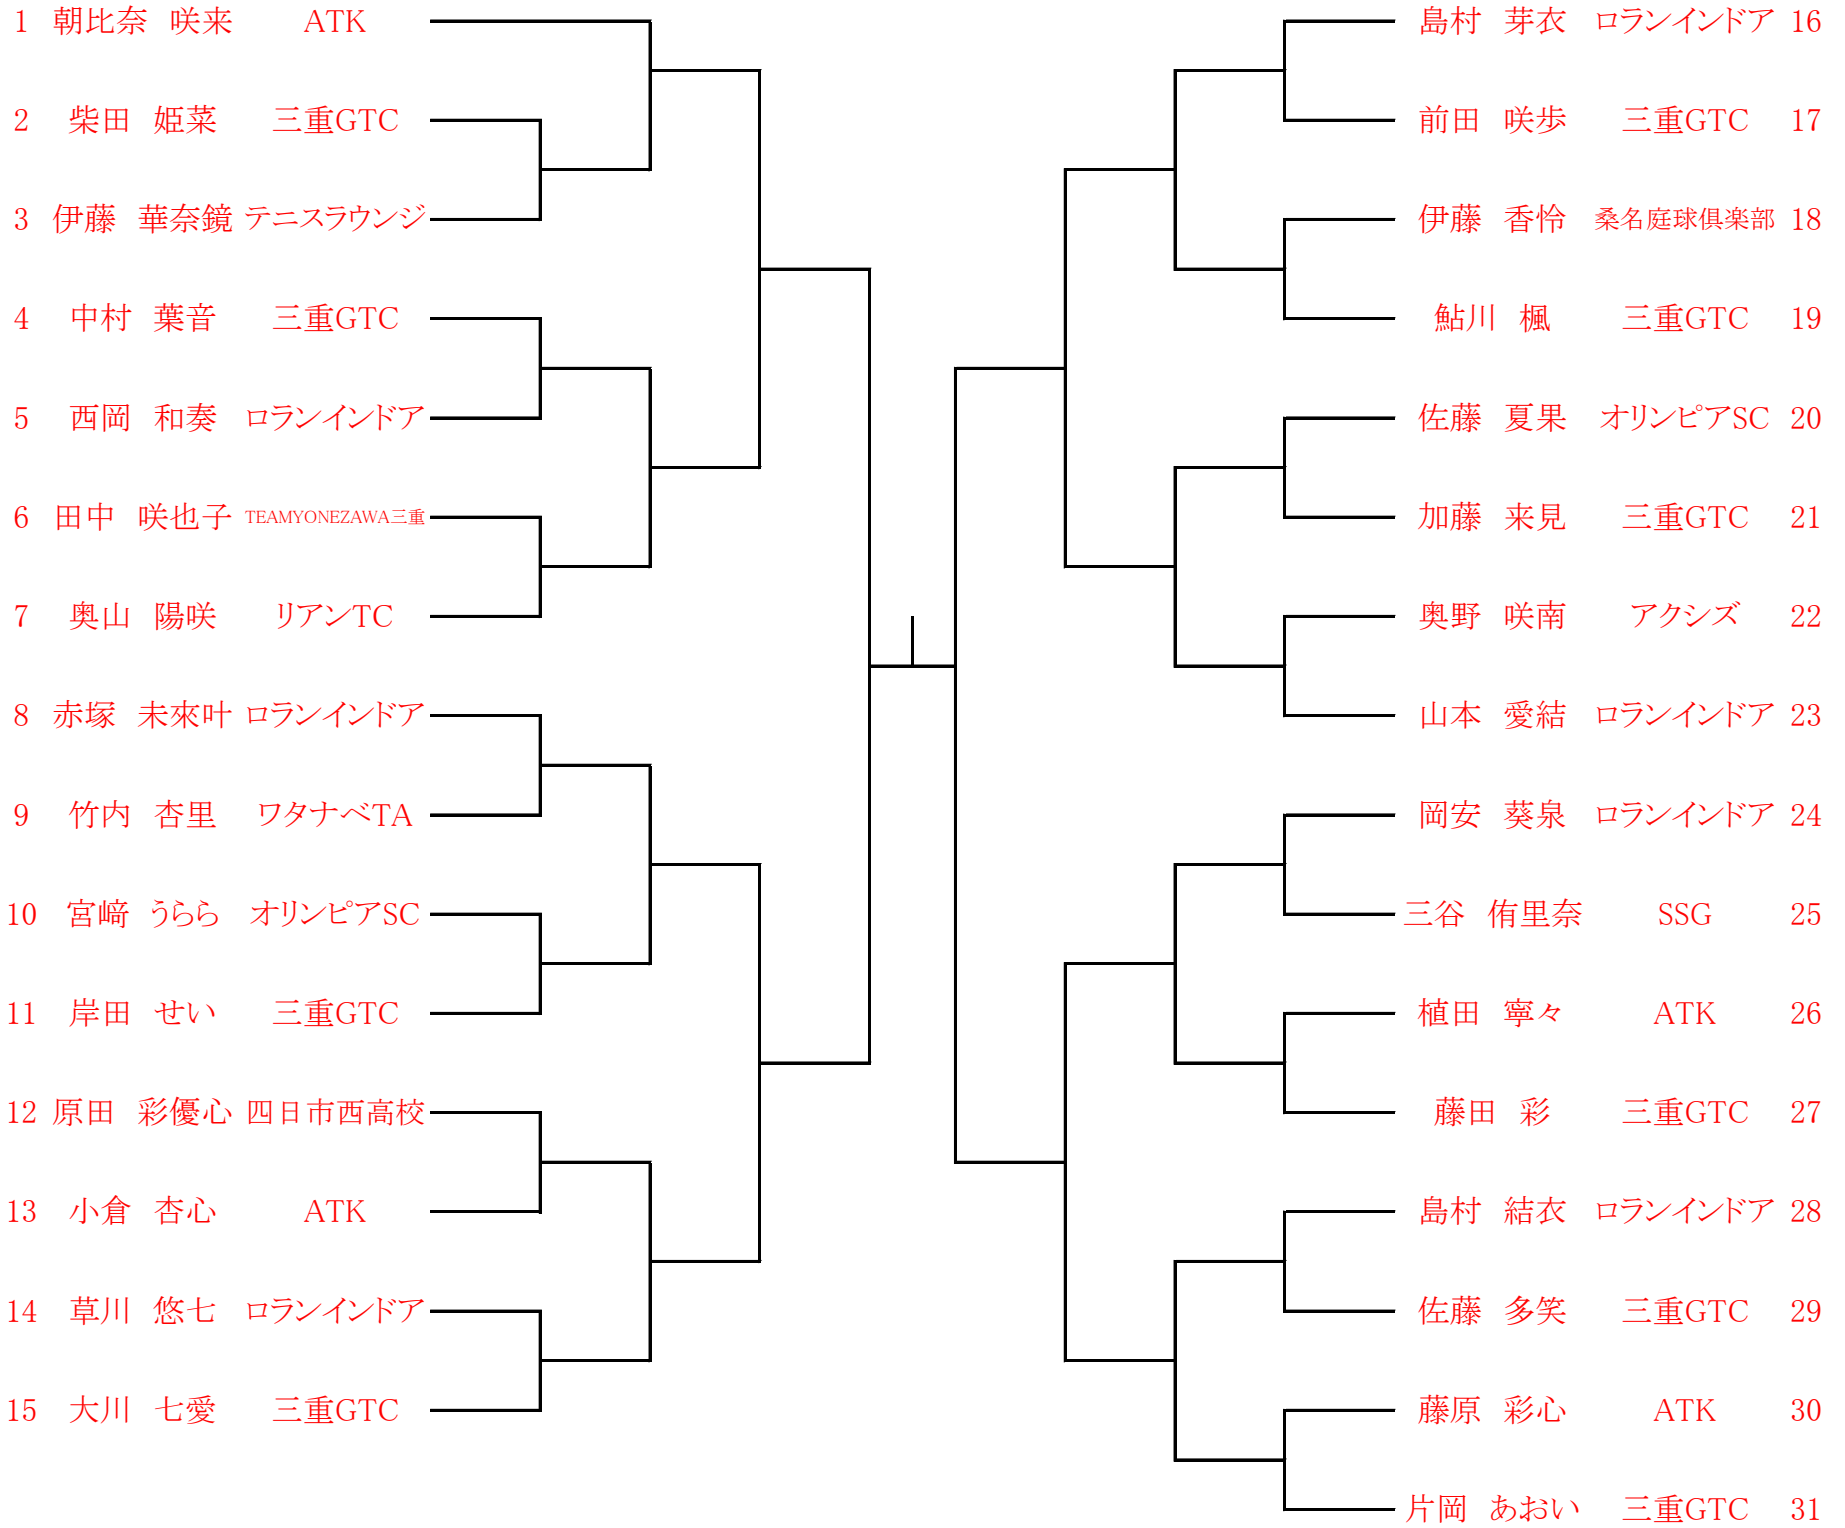 1 朝比奈 咲来 ATK
2 柴田 姫菜 三重GTC
3 伊藤 華奈鏡 テニスラウンジ
4 中村 葉音 三重GTC
5 西岡 和奏 ロランインドア
6 田中 咲也子 TEAMYONEZAWA三重
7 奥山 陽咲 リアンTC
8 赤塚 未來叶 ロランインドア
9 竹内 杏里 ワタナベTA
10 宮﨑 うらら オリンピアSC
11 岸田 せい 三重GTC
12 原田 彩優心 四日市西高校
13 小倉 杏心 ATK
14 草川 悠七 ロランインドア
15 大川 七愛 三重GTC
島村 芽衣 ロランインドア 16
前田 咲歩 三重GTC 17
伊藤 香怜 桑名庭球倶楽部 18
鮎川 楓 三重GTC 19
佐藤 夏果 オリンピアSC 20
加藤 来見 三重GTC 21
奥野 咲南 アクシズ 22
山本 愛結 ロランインドア 23
岡安 葵泉 ロランインドア 24
三谷 侑里奈 SSG 25
植田 寧々 ATK 26
藤田 彩 三重GTC 27
島村 結衣 ロランインドア 28
佐藤 多笑 三重GTC 29
藤原 彩心 ATK 30
片岡 あおい 三重GTC 31